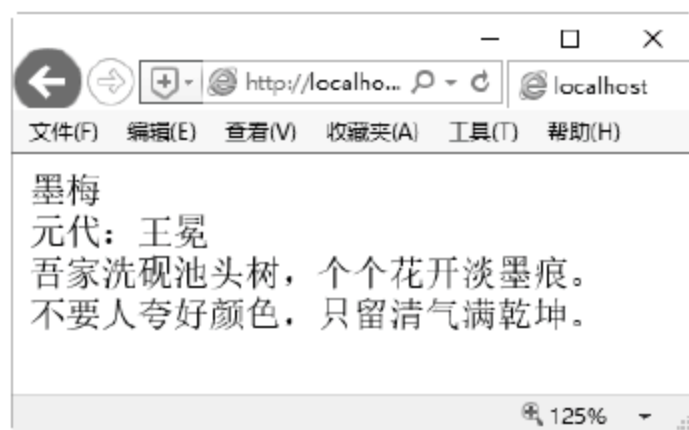 http://localho...
localhost
文件(F) 编辑(E) 查看(V) 收藏夹(A) 工具(T) 帮助(H)
墨梅
元代：王冕
吾家洗砚池头树，个个花开淡墨痕。
不要人夸好颜色，只留清气满乾坤。
125%